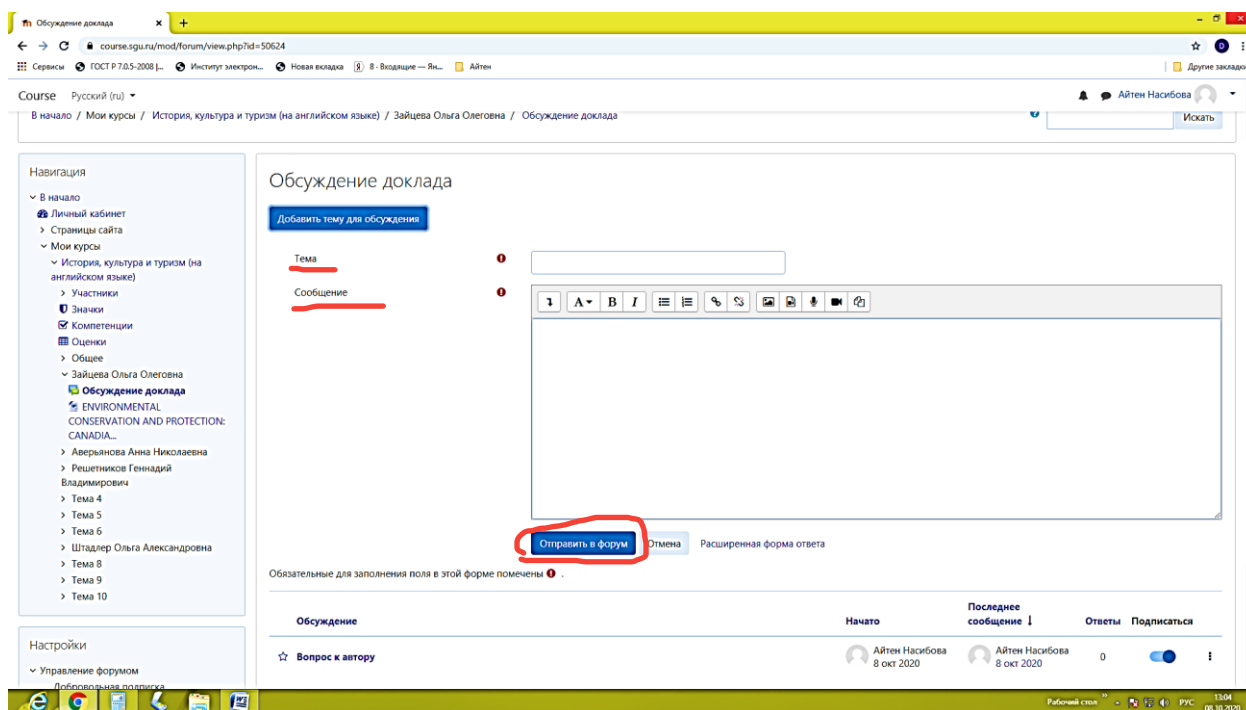 Обсуждение доклада
course.sgu.ru/mod/forum/view.php?id=50624
Сервисы ГОСТ Р 7.0.5-2008 |... Институт электрон... Новая вкладка 8 - Входящие — Ян... Айтен Другие закладки
Course Русский (ru) Айтен Насибова
В начало / Мои курсы / История, культура и туризм (на английском языке) / Зайцева Ольга Олеговна / Обсуждение доклада
Искать
Навигация
В начало
Личный кабинет
Страницы сайта
Мои курсы
История, культура и туризм (на
английском языке)
Участники
Значки
Компетенции
Оценки
Общее
Зайцева Ольга Олеговна
Обсуждение доклада
ENVIRONMENTAL
CONSERVATION AND PROTECTION:
CANADIA...
Аверьянова Анна Николаевна
Решетников Геннадий
Владимирович
Тема 4
Тема 5
Тема 6
Штадлер Ольга Александровна
Тема 8
Тема 9
Тема 10
Настройки
Управление форумом
Добровольная подписка
Обсуждение доклада
Добавить тему для обсуждения
Тема
Сообщение
A B I
Отправить в форум Отмена Расширенная форма ответа
Обязательные для заполнения поля в этой форме помечены .
Обсуждение Начато Последнее сообщение Ответы Подписаться
Вопрос к автору Айтен Насибова 8 окт 2020 Айтен Насибова 8 окт 2020 0
Рабочий стол РУС 13:04
08.10.2020